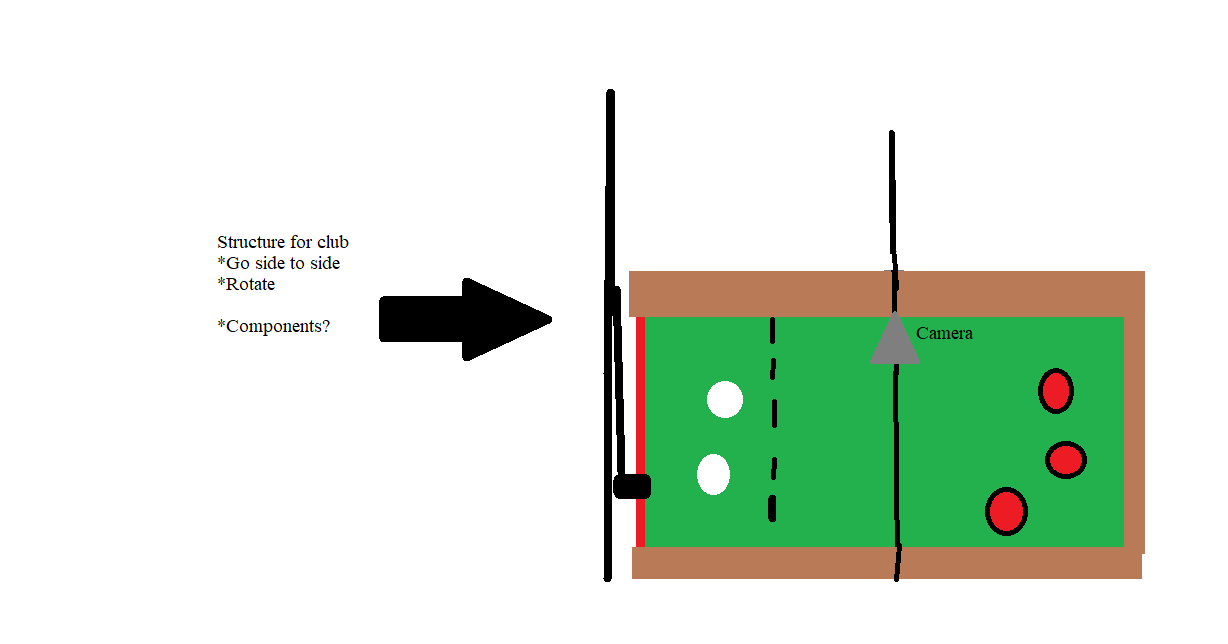 Structure for club
*Go side to side
*Rotate
*Components?
Camera